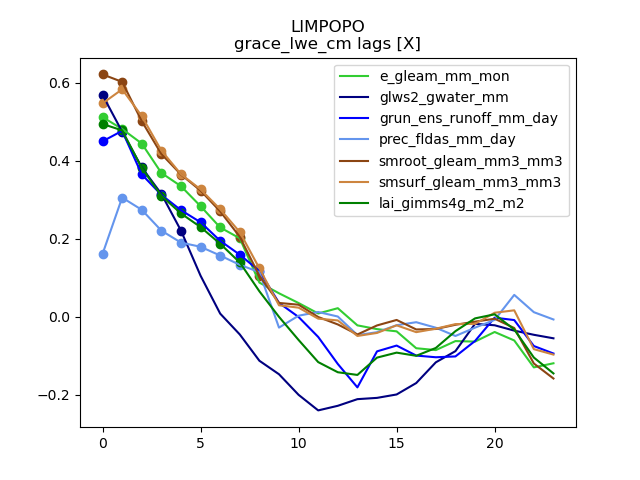 LIMPOPO
grace_lwe_cm lags [X]
e_gleam_mm_mon
glws2_gwater_mm
grun_ens_runoff_mm_day
prec_fldas_mm_day
smroot_gleam_mm3_mm3
smsurf_gleam_mm3_mm3
lai_gimms4g_m2_m2
0.6
0.4
0.2
0.0
−0.2
0 5 10 15 20